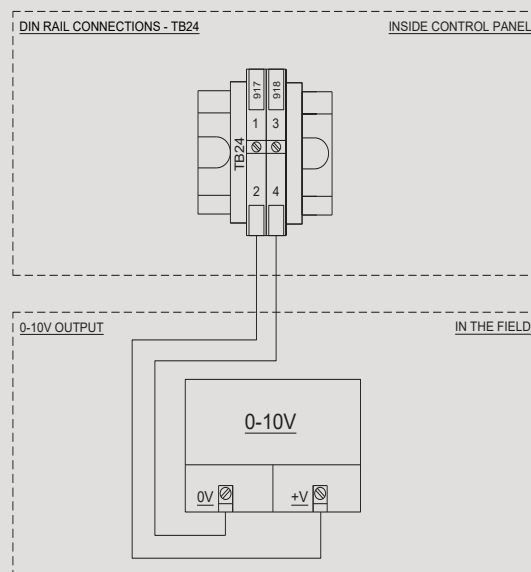 DIN RAIL CONNECTIONS - TB24
INSIDE CONTROL PANEL
917 918
1 3
TB24
2 4
0-10V OUTPUT
IN THE FIELD
0-10V
0V +V